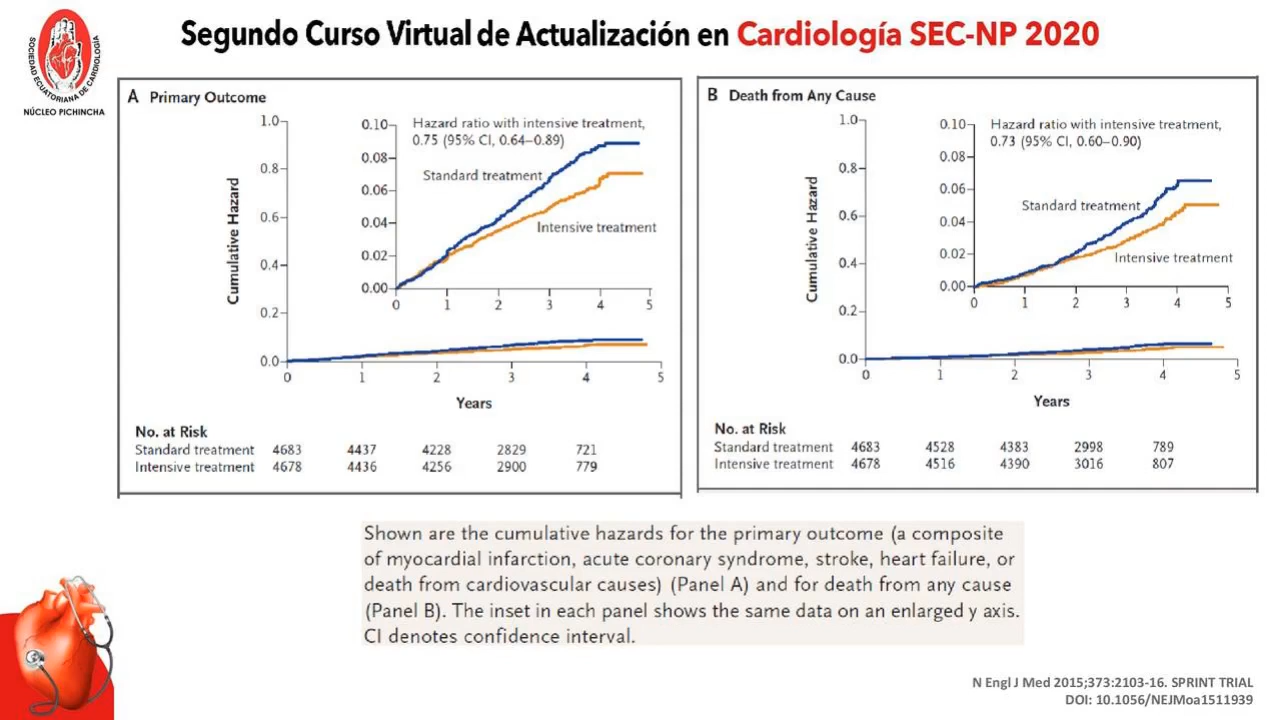 Segundo Curso Virtual de Actualización en Cardiología SEC-NP 2020
SOCIEDAD ECUATORIANA DE CARDIOLOGÍA
NÚCLEO PICHINCHA
A Primary Outcome
Cumulative Hazard
1.0
0.8
0.6
0.4
0.2
0.0
0 1 2 3 4 5
Years
0.10
0.08
0.06
0.04
0.02
0.00
0 1 2 3 4 5
Hazard ratio with intensive treatment,
0.75 (95% CI, 0.64–0.89)
Standard treatment
Intensive treatment
No. at Risk
Standard treatment 4683 4437 4228 2829 721
Intensive treatment 4678 4436 4256 2900 779
B Death from Any Cause
Cumulative Hazard
1.0
0.8
0.6
0.4
0.2
0.0
0 1 2 3 4 5
Years
0.10
0.08
0.06
0.04
0.02
0.00
0 1 2 3 4 5
Hazard ratio with intensive treatment,
0.73 (95% CI, 0.60–0.90)
Standard treatment
Intensive treatment
No. at Risk
Standard treatment 4683 4528 4383 2998 789
Intensive treatment 4678 4516 4390 3016 807
Shown are the cumulative hazards for the primary outcome (a composite
of myocardial infarction, acute coronary syndrome, stroke, heart failure, or
death from cardiovascular causes) (Panel A) and for death from any cause
(Panel B). The inset in each panel shows the same data on an enlarged y axis.
CI denotes confidence interval.
N Engl J Med 2015;373:2103-16. SPRINT TRIAL
DOI: 10.1056/NEJMoa1511939